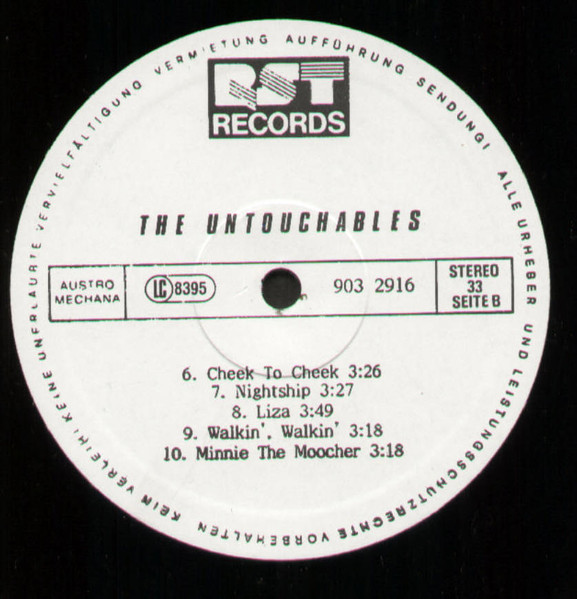 ALLE URHEBER UND LEISTUNGSSCHUTZRECHTE VORBEHALTEN KEIN VERLEIH! KEINE UNERLAUBTE VERVIELFÄLTIGUNG VERMIETUNG AUFFÜHRUNG SENDUNG!
RST
RECORDS
THE UNTOUCHABLES
AUSTRO
MECHANA
LC 8395
903 2916
STEREO
33
SEITE B
6. Cheek To Cheek 3:26
7. Nightship 3:27
8. Liza 3:49
9. Walkin', Walkin' 3:18
10. Minnie The Moocher 3:18